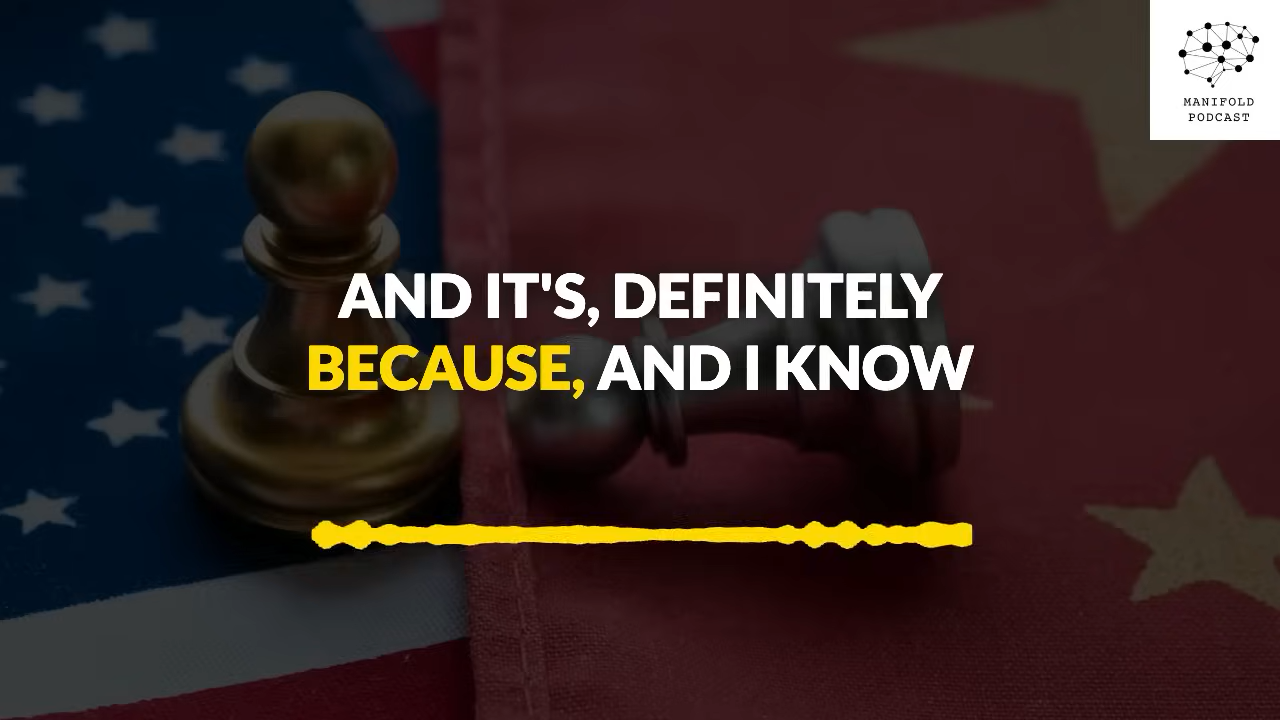 MANIFOLD
PODCAST
AND IT'S, DEFINITELY
BECAUSE, AND I KNOW